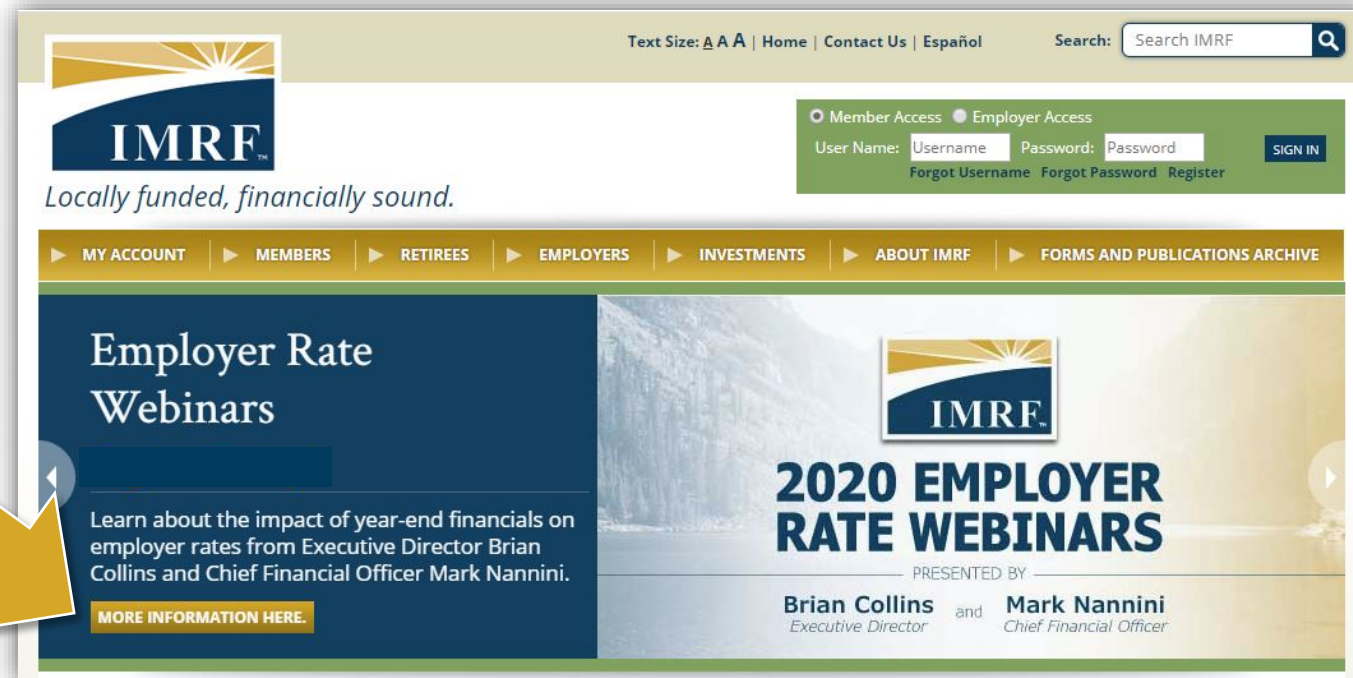 Text Size: A A A | Home | Contact Us | Español
Search: Search IMRF
IMRF™
Locally funded, financially sound.
Member Access Employer Access
User Name: Username Password: Password SIGN IN
Forgot Username Forgot Password Register
MY ACCOUNT MEMBERS RETIREES EMPLOYERS INVESTMENTS ABOUT IMRF FORMS AND PUBLICATIONS ARCHIVE
Employer Rate
Webinars
Learn about the impact of year-end financials on
employer rates from Executive Director Brian
Collins and Chief Financial Officer Mark Nannini.
MORE INFORMATION HERE.
IMRF™
2020 EMPLOYER
RATE WEBINARS
PRESENTED BY
Brian Collins and Mark Nannini
Executive Director Chief Financial Officer